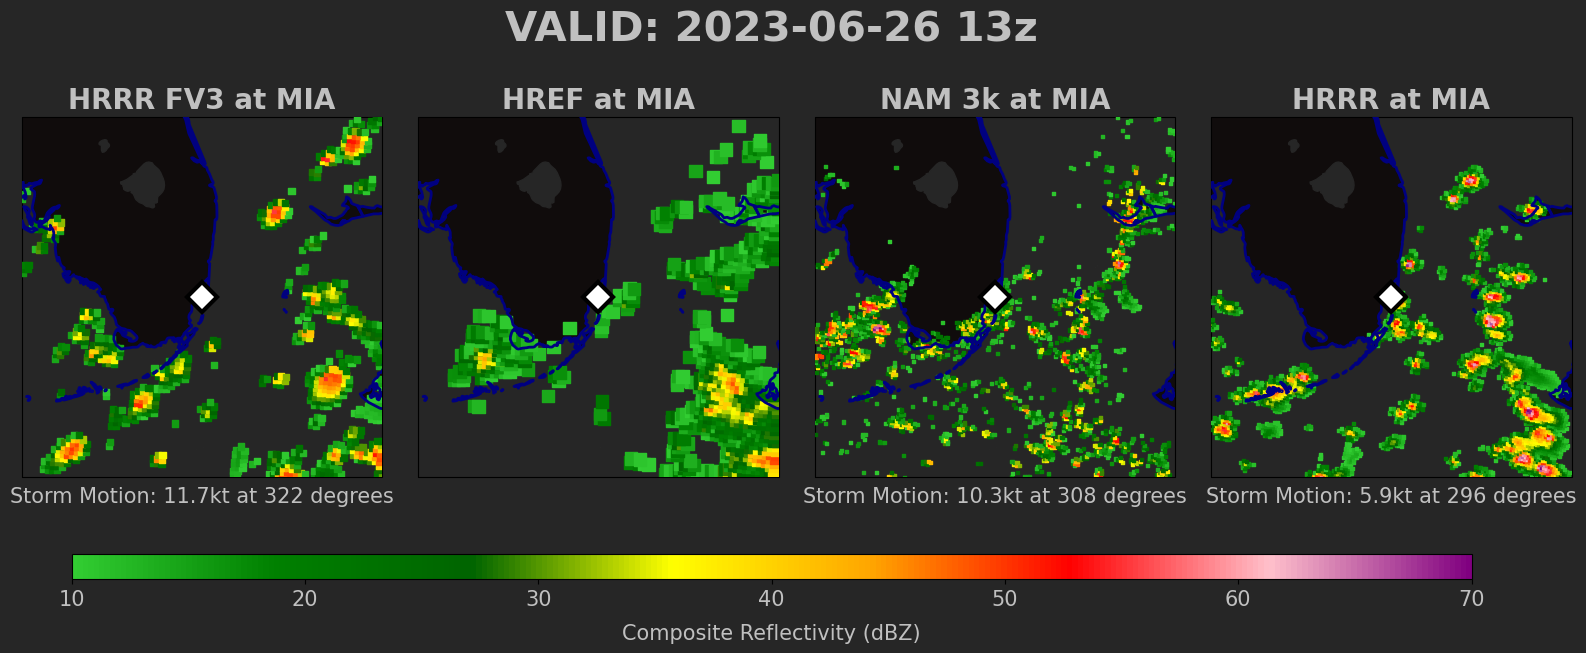 VALID: 2023-06-26 13z
HRRR FV3 at MIA
HREF at MIA
NAM 3k at MIA
HRRR at MIA
Storm Motion: 11.7kt at 322 degrees
Storm Motion: 10.3kt at 308 degrees
Storm Motion: 5.9kt at 296 degrees
10 20 30 40 50 60 70
Composite Reflectivity (dBZ)